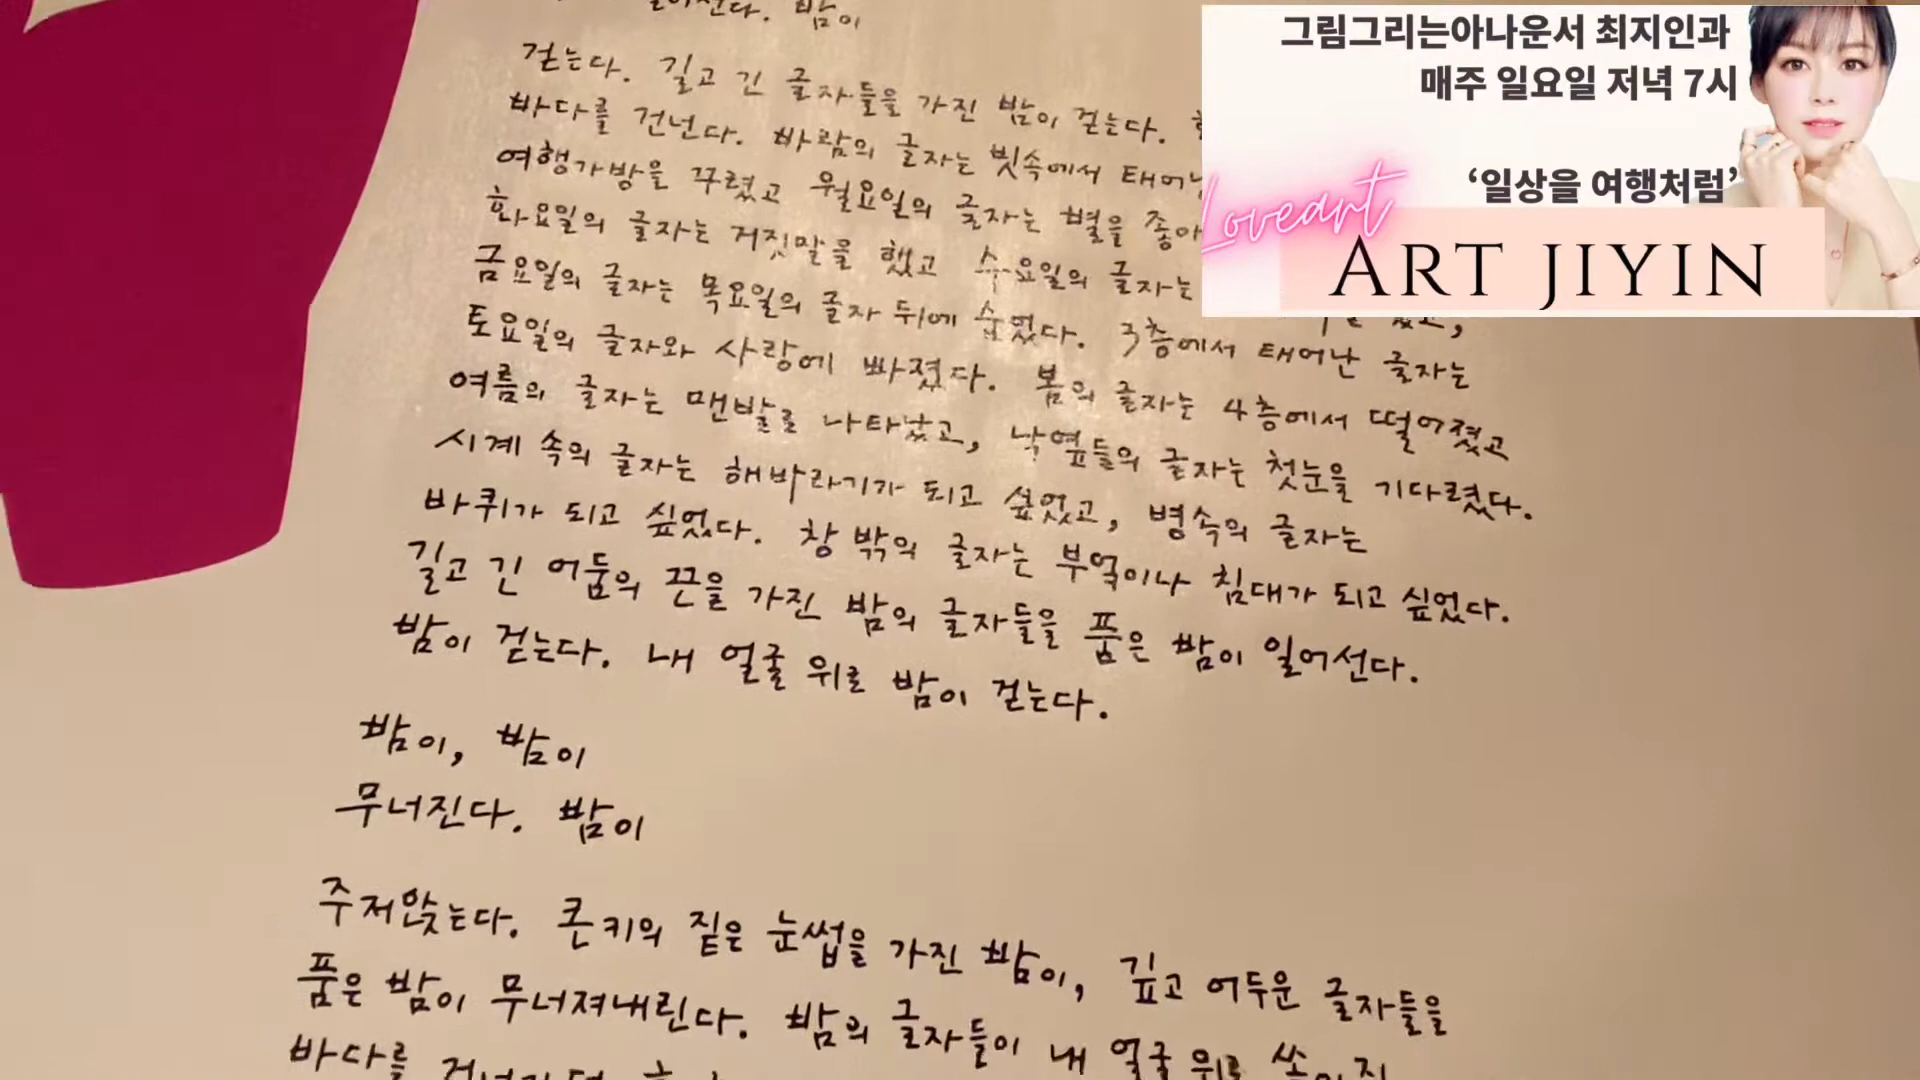 일어선다. 밤이
걷는다. 길고 긴 글자들을 가진 밤이 걷는다.
바다를 건넌다. 바람의 글자는 빗속에서 태어
여행가방을 꾸렸고 월요일의 글자는 별을 좋아
화요일의 글자는 거짓말을 했고 수요일의 글자는
금요일의 글자는 목요일의 글자 뒤에 숨었다. 3층에서 태어난 글자는
토요일의 글자와 사랑에 빠졌다. 봄의 글자는 4층에서 떨어졌고
여름의 글자는 맨발로 나타났고, 낙엽들의 글자는 첫눈을 기다렸다.
시계 속의 글자는 해바라기가 되고 싶었고, 병속의 글자는
바퀴가 되고 싶었다. 창 밖의 글자는 부엌이나 침대가 되고 싶었다.
길고 긴 어둠의 끈을 가진 밤의 글자들을 품은 밤이 일어선다.
밤이 걷는다. 내 얼굴 위로 밤이 걷는다.
밤이, 밤이
무너진다. 밤이
주저앉는다. 큰 키의 짙은 눈썹을 가진 밤이, 깊고 어두운 글자들을
품은 밤이 무너져내린다. 밤의 글자들이 내 얼굴 위로
바다를
그림그리는아나운서 최지인과
매주 일요일 저녁 7시
‘일상을 여행처럼’
Loveart
ART JIYIN